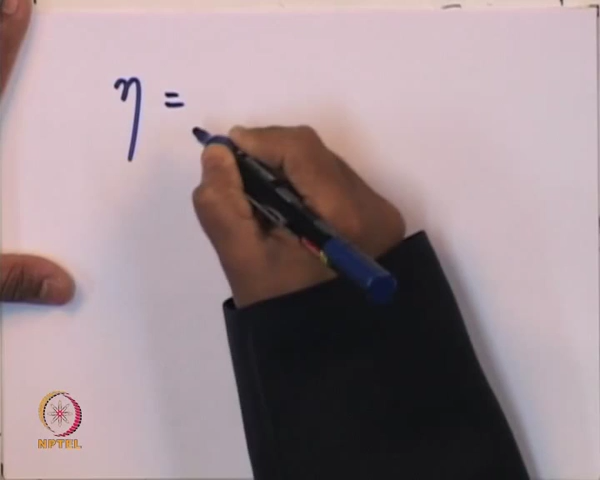 η =
NPTEL